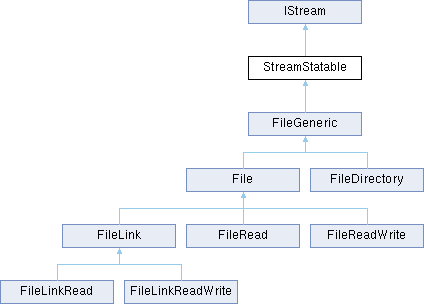 IStream
StreamStatable
FileGeneric
File
FileDirectory
FileLink
FileRead
FileReadWrite
FileLinkRead
FileLinkReadWrite